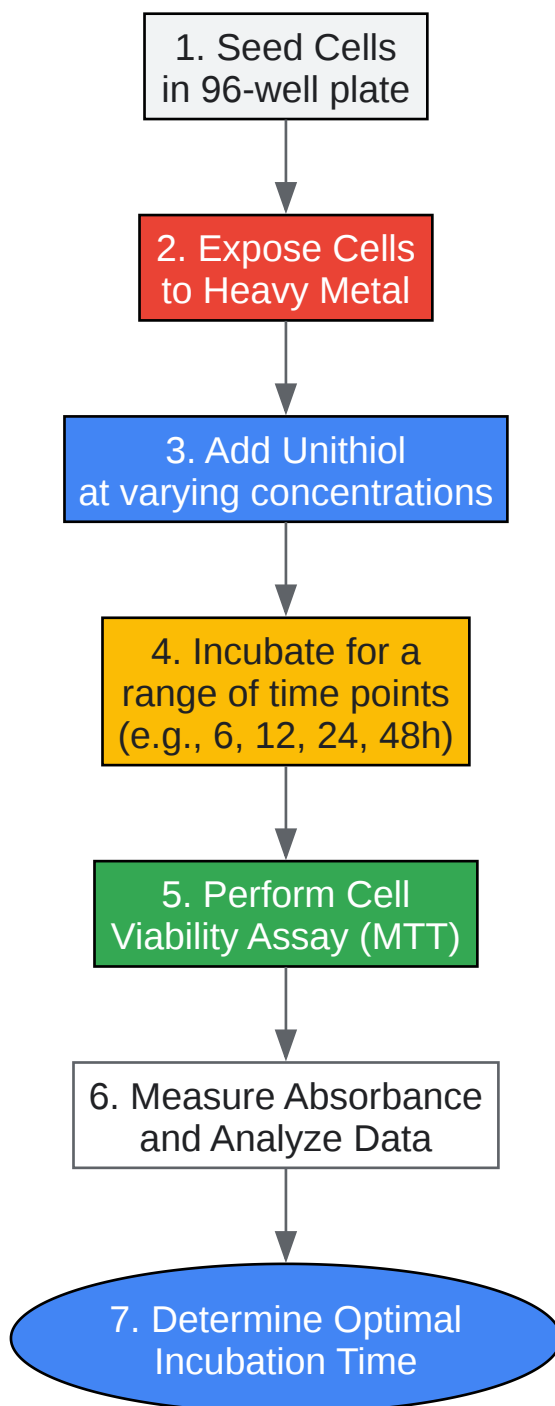 1. Seed Cells
in 96-well plate
2. Expose Cells
to Heavy Metal
3. Add Unithiol
at varying concentrations
4. Incubate for a
range of time points
(e.g., 6, 12, 24, 48h)
5. Perform Cell
Viability Assay (MTT)
6. Measure Absorbance
and Analyze Data
7. Determine Optimal
Incubation Time